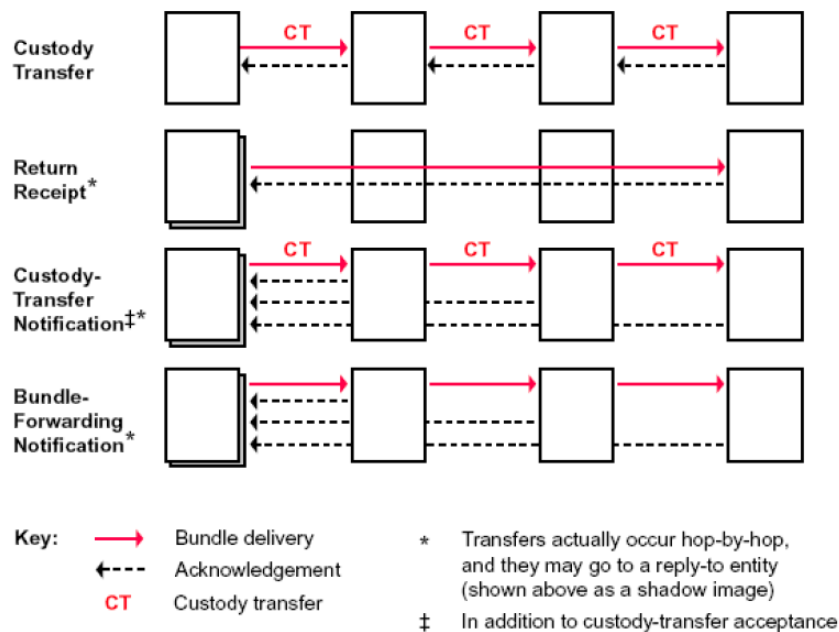 Custody
Transfer
CT CT CT
Return
Receipt*
Custody-
Transfer
Notification‡*
CT CT CT
Bundle-
Forwarding
Notification*
Key:
Bundle delivery
Acknowledgement
CT Custody transfer
* Transfers actually occur hop-by-hop,
and they may go to a reply-to entity
(shown above as a shadow image)
‡ In addition to custody-transfer acceptance